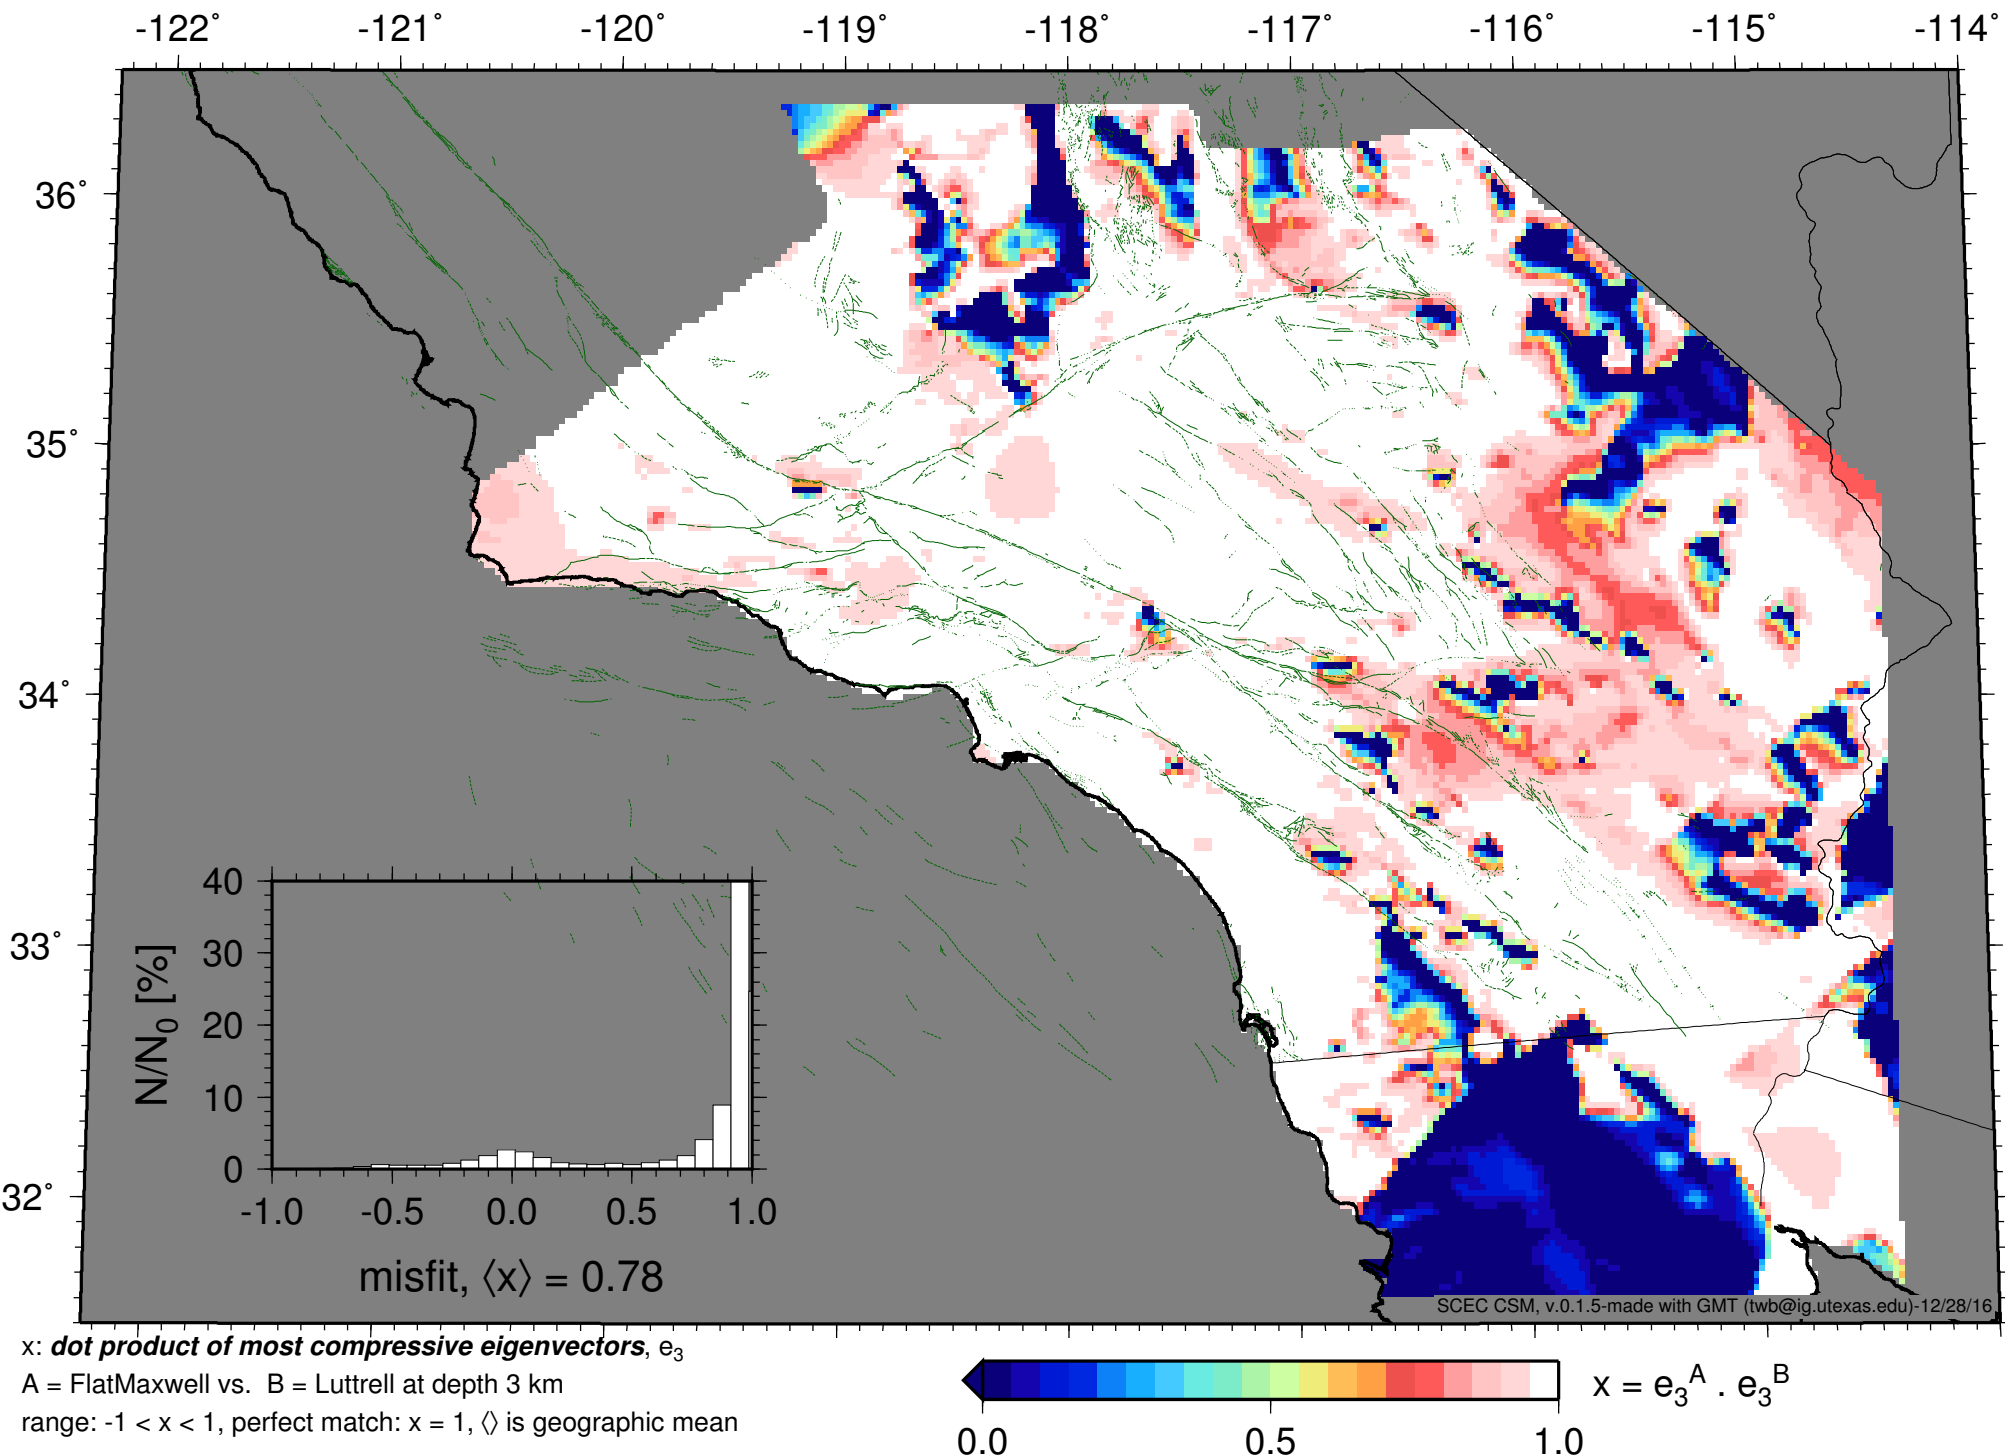 -122˚ -121˚ -120˚ -119˚ -118˚ -117˚ -116˚ -115˚ -114˚
36˚
35˚
34˚
33˚
32˚
40
30
20
10
0
N/N0 [%]
-1.0 -0.5 0.0 0.5 1.0
misfit, ⟨x⟩ = 0.78
SCEC CSM, v.0.1.5-made with GMT (twb@ig.utexas.edu)-12/28/16
x: dot product of most compressive eigenvectors, e3
A = FlatMaxwell vs. B = Luttrell at depth 3 km
range: -1 < x < 1, perfect match: x = 1, ⟨⟩ is geographic mean
x = e3A . e3B
0.0 0.5 1.0